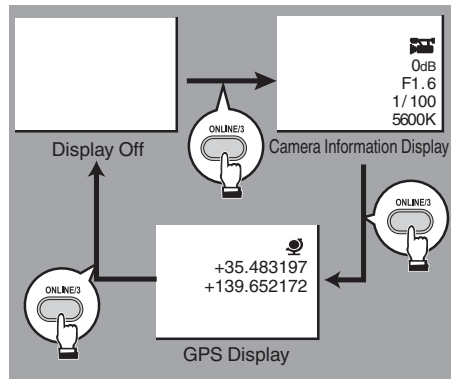 0dB
F1.6
1/100
5600K
ONLINE/3
Display Off
Camera Information Display
ONLINE/3
+35.483197
+139.652172
ONLINE/3
GPS Display